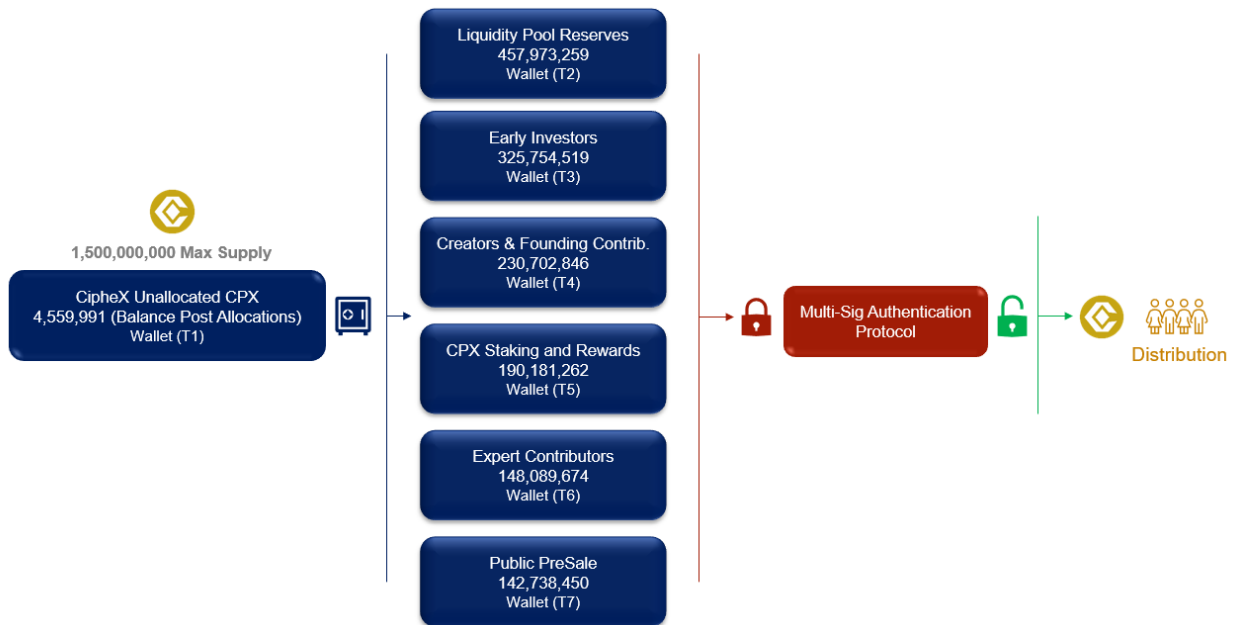 1,500,000,000 Max Supply
CipheX Unallocated CPX
4,559,991 (Balance Post Allocations)
Wallet (T1)
Liquidity Pool Reserves
457,973,259
Wallet (T2)
Early Investors
325,754,519
Wallet (T3)
Creators & Founding Contrib.
230,702,846
Wallet (T4)
CPX Staking and Rewards
190,181,262
Wallet (T5)
Expert Contributors
148,089,674
Wallet (T6)
Public PreSale
142,738,450
Wallet (T7)
Multi-Sig Authentication
Protocol
Distribution